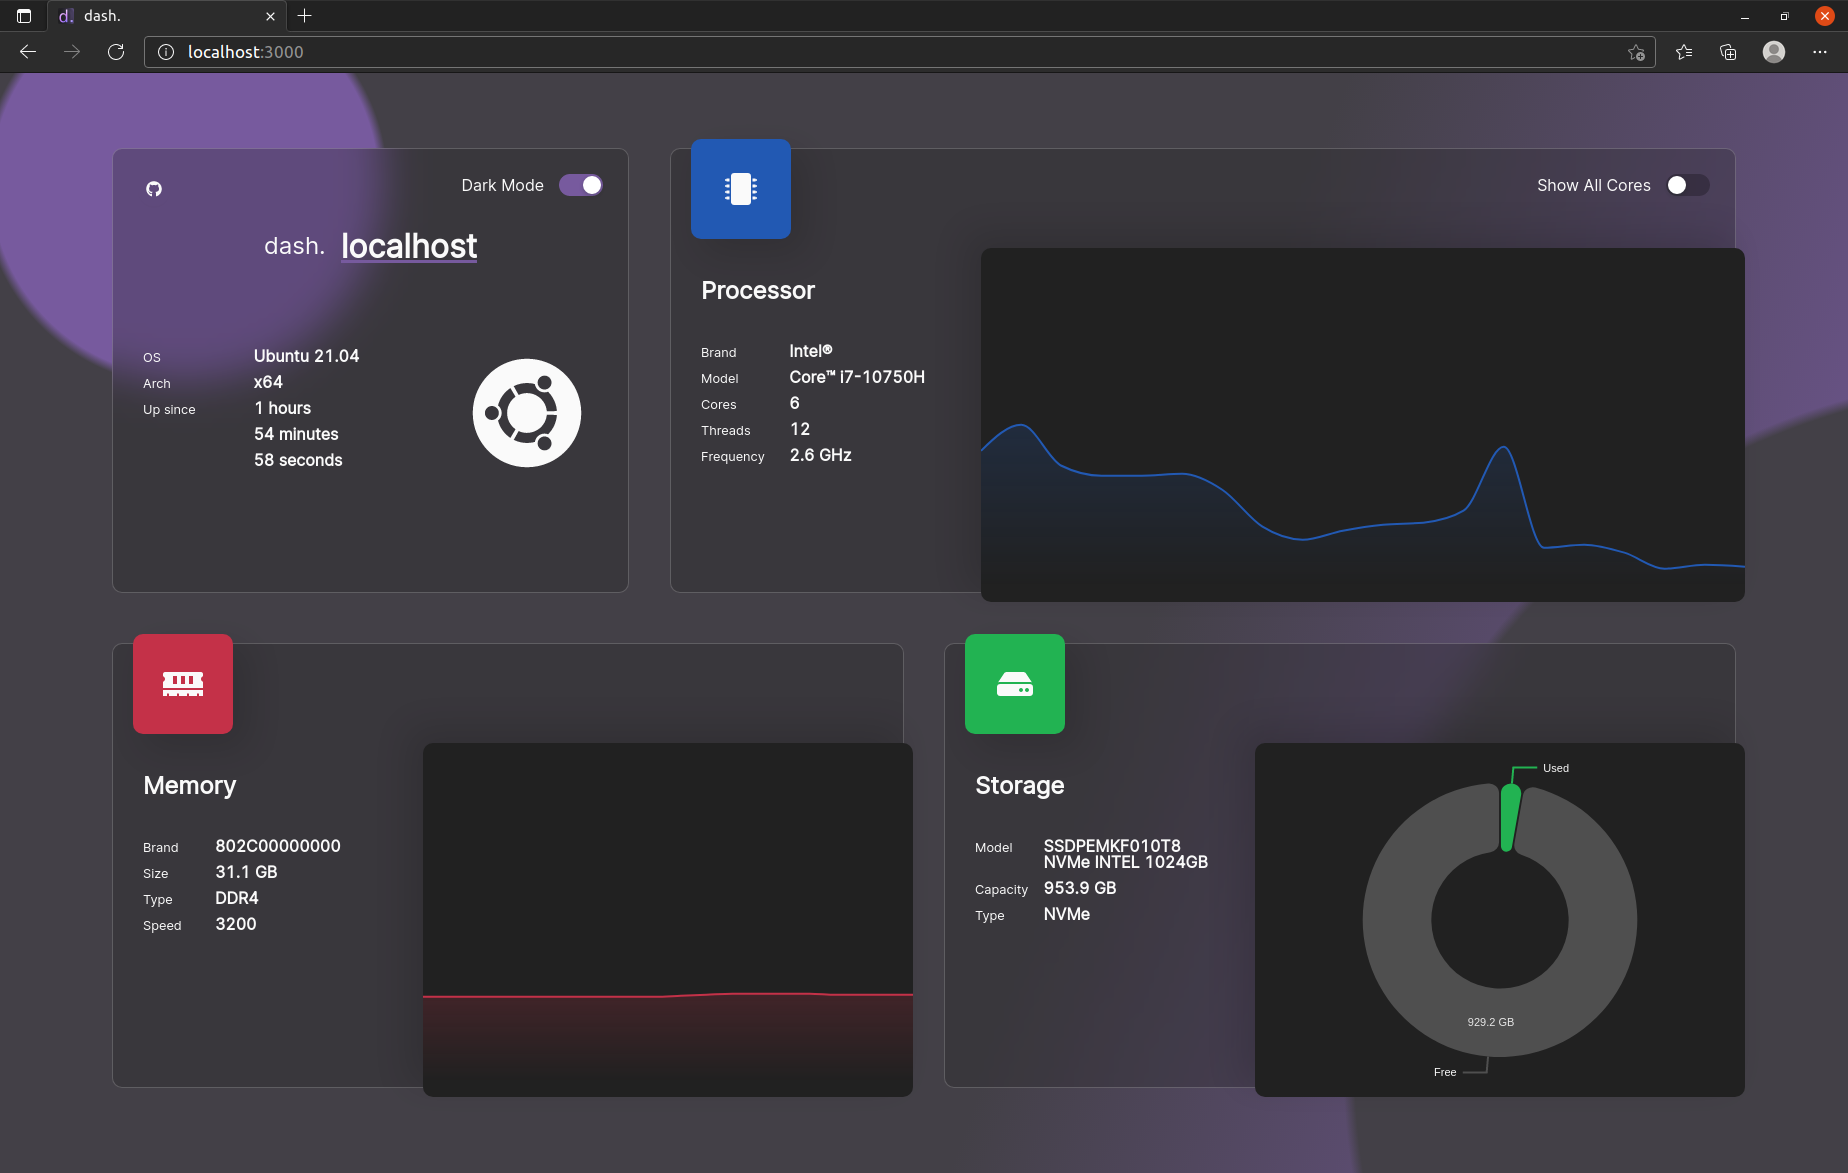 d. dash.
localhost:3000
Dark Mode
dash. localhost
OS Ubuntu 21.04
Arch x64
Up since 1 hours
54 minutes
58 seconds
Show All Cores
Processor
Brand Intel®
Model Core™ i7-10750H
Cores 6
Threads 12
Frequency 2.6 GHz
Memory
Brand 802C00000000
Size 31.1 GB
Type DDR4
Speed 3200
Storage
Model SSDPEMKF010T8
NVMe INTEL 1024GB
Capacity 953.9 GB
Type NVMe
Used
929.2 GB
Free